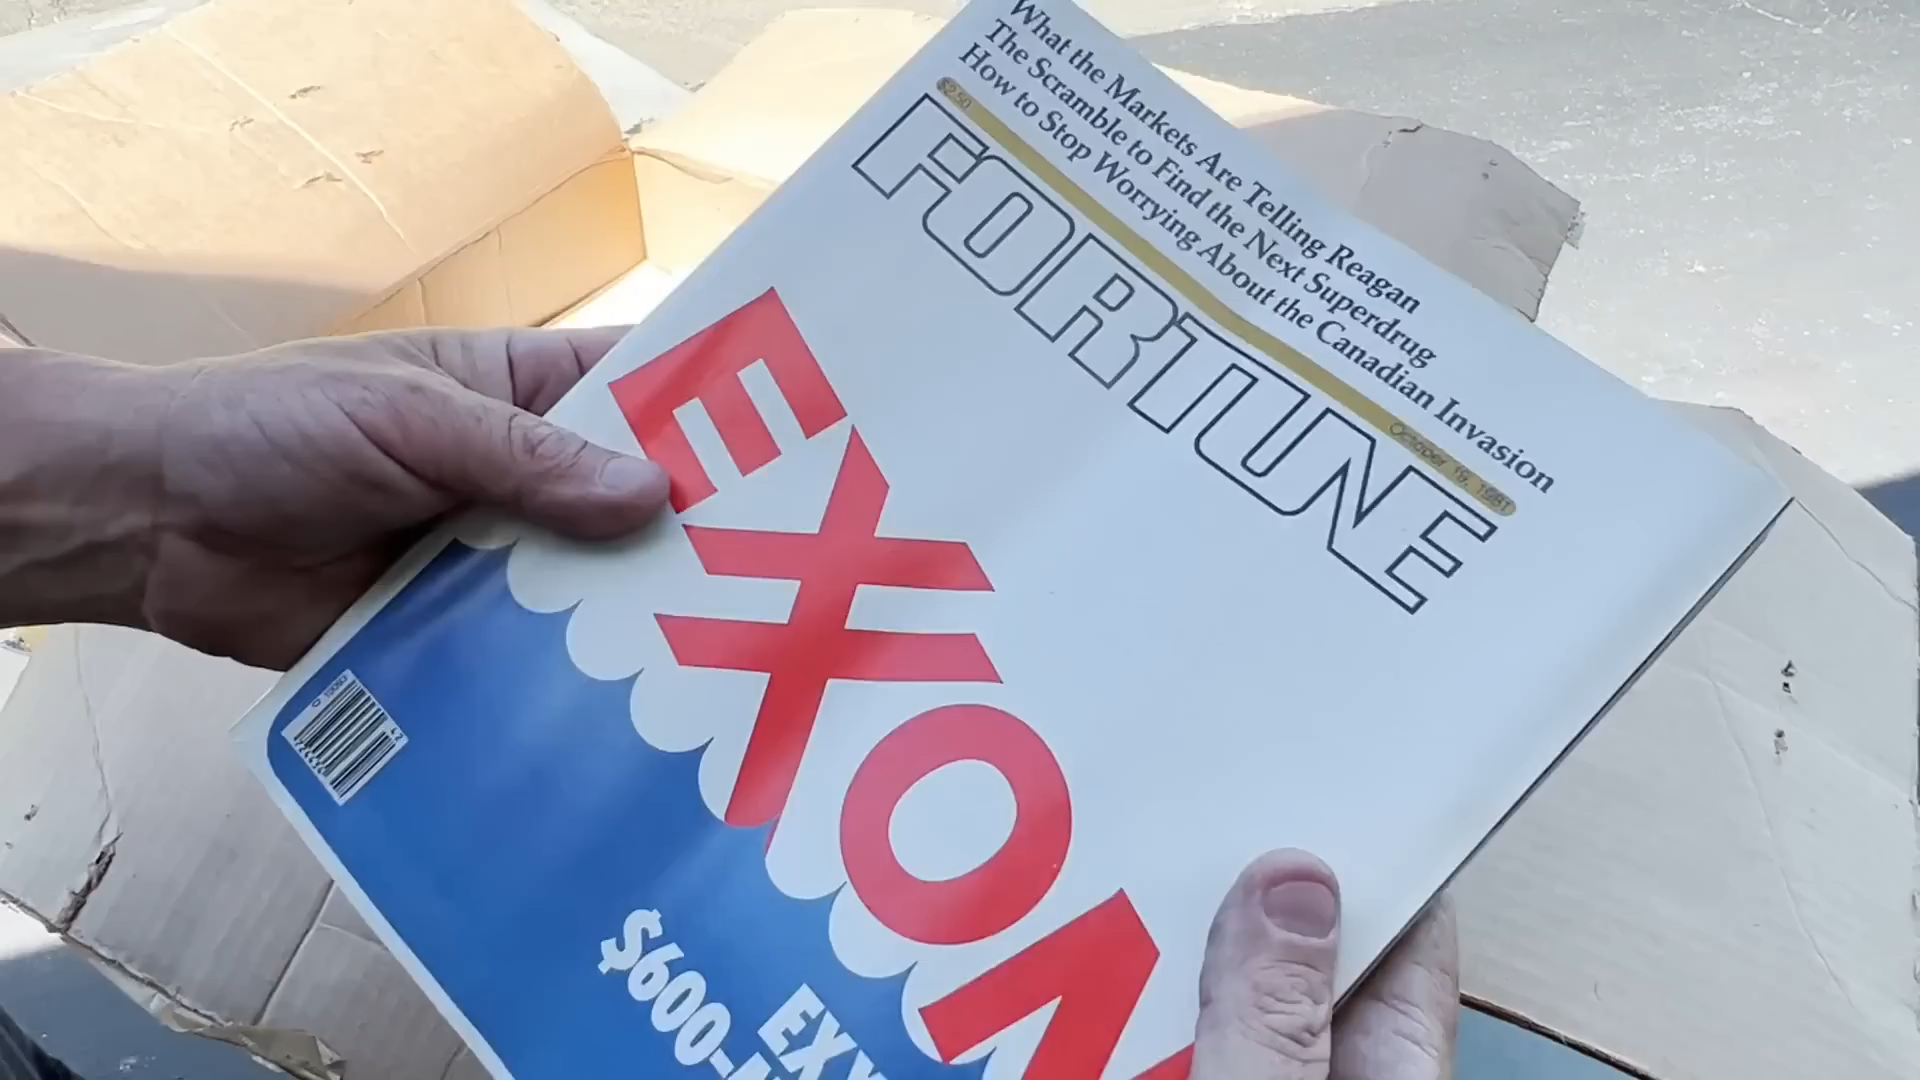 What the Markets Are Telling Reagan
The Scramble to Find the Next Superdrug
How to Stop Worrying About the Canadian Invasion
$2.50
October 19, 1981
FORTUNE
EXXON
$600-